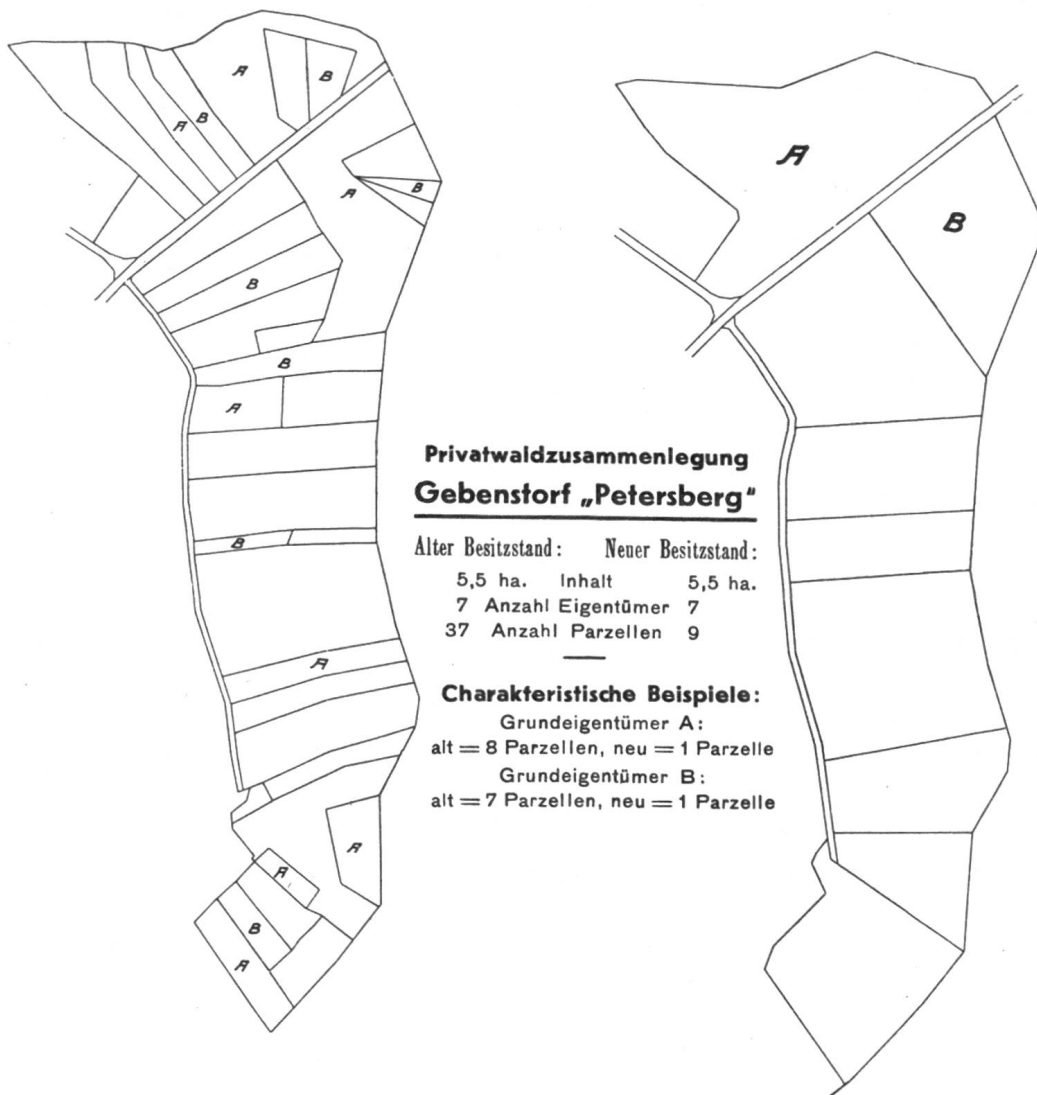 A
B
A
B
A
B
A
B
B
A
B
A
A
A
B
A
A
B
Privatwaldzusammenlegung
Gebenstorf „Petersberg"
Alter Besitzstand: Neuer Besitzstand:
5,5 ha. Inhalt 5,5 ha.
7 Anzahl Eigentümer 7
37 Anzahl Parzellen 9
Charakteristische Beispiele:
Grundeigentümer A:
alt = 8 Parzellen, neu = 1 Parzelle
Grundeigentümer B:
alt = 7 Parzellen, neu = 1 Parzelle